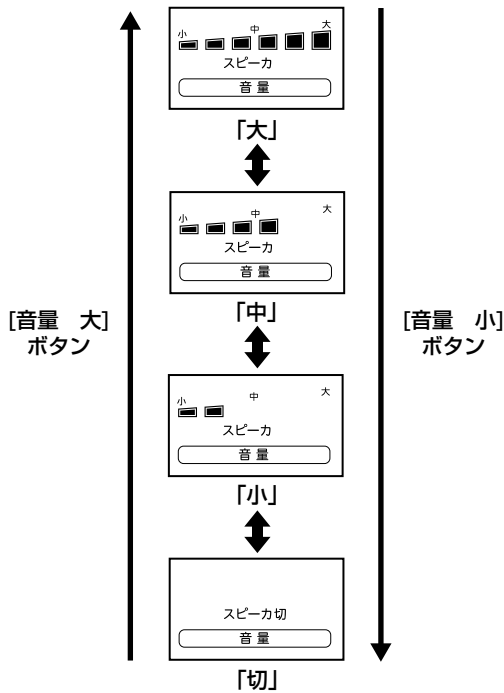 小 中 大
スピーカ
音量
「大」
小 中 大
スピーカ
音量
「中」
[音量　大]
ボタン
[音量　小]
ボタン
小 中 大
スピーカ
音量
「小」
スピーカ切
音量
「切」